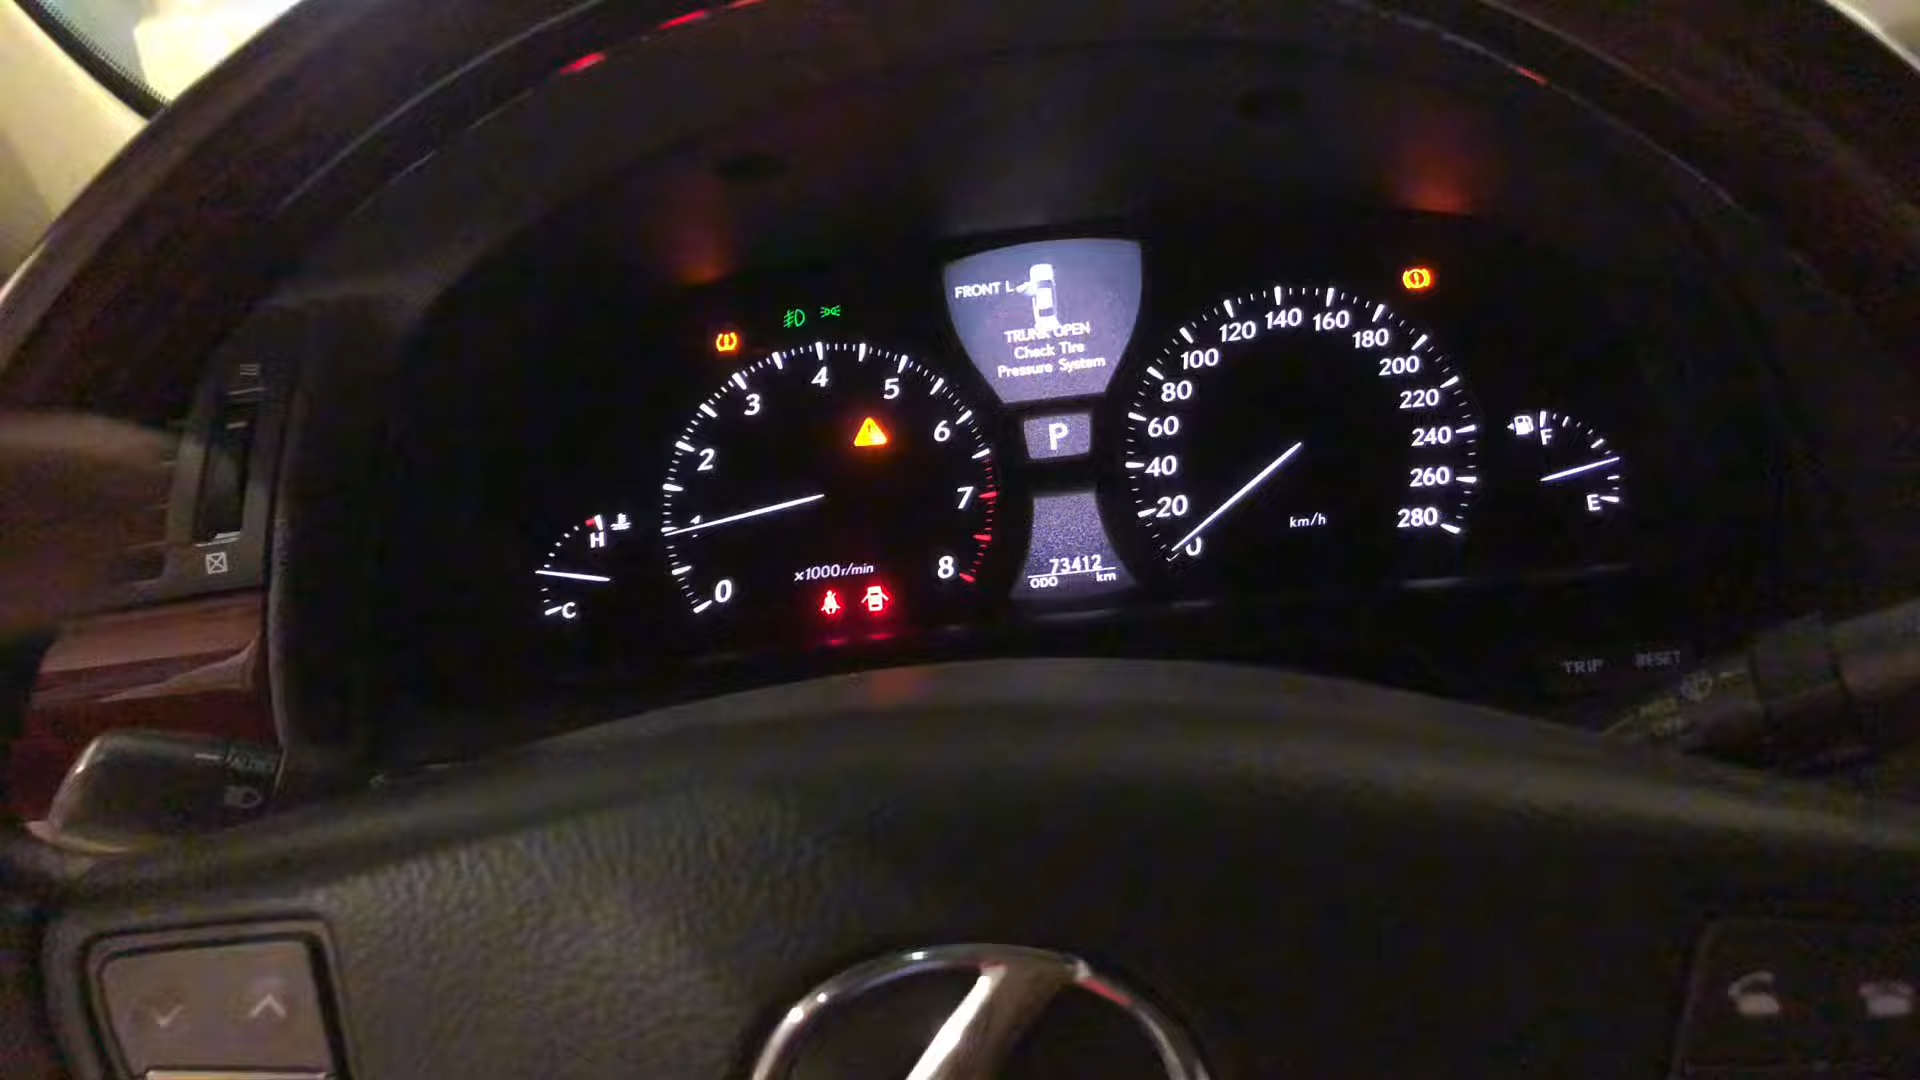 FRONT L
TRUNK OPEN
Check Tire
Pressure System
P
73412
ODO km
0
1
2
3
4
5
6
7
8
x1000r/min
H
C
0
20
40
60
80
100
120
140
160
180
200
220
240
260
280
km/h
F
E
TRIP RESET